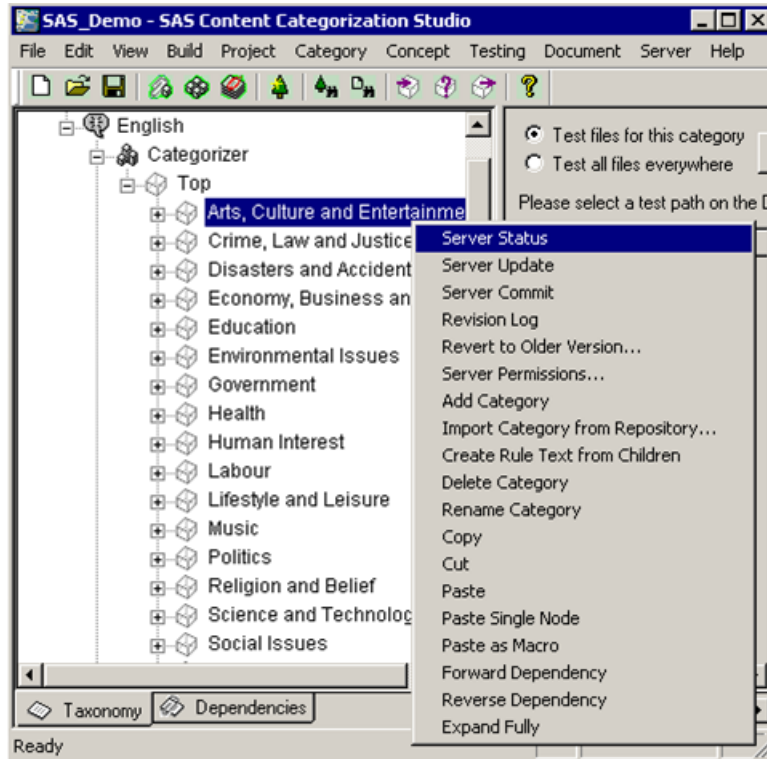 SAS_Demo - SAS Content Categorization Studio
File Edit View Build Project Category Concept Testing Document Server Help
English
Categorizer
Top
Arts, Culture and Entertainme
Crime, Law and Justice
Disasters and Accident
Economy, Business an
Education
Environmental Issues
Government
Health
Human Interest
Labour
Lifestyle and Leisure
Music
Politics
Religion and Belief
Science and Technolog
Social Issues
Test files for this category
Test all files everywhere
Please select a test path on the D
Server Status
Server Update
Server Commit
Revision Log
Revert to Older Version...
Server Permissions...
Add Category
Import Category from Repository...
Create Rule Text from Children
Delete Category
Rename Category
Copy
Cut
Paste
Paste Single Node
Paste as Macro
Forward Dependency
Reverse Dependency
Expand Fully
Taxonomy Dependencies
Ready